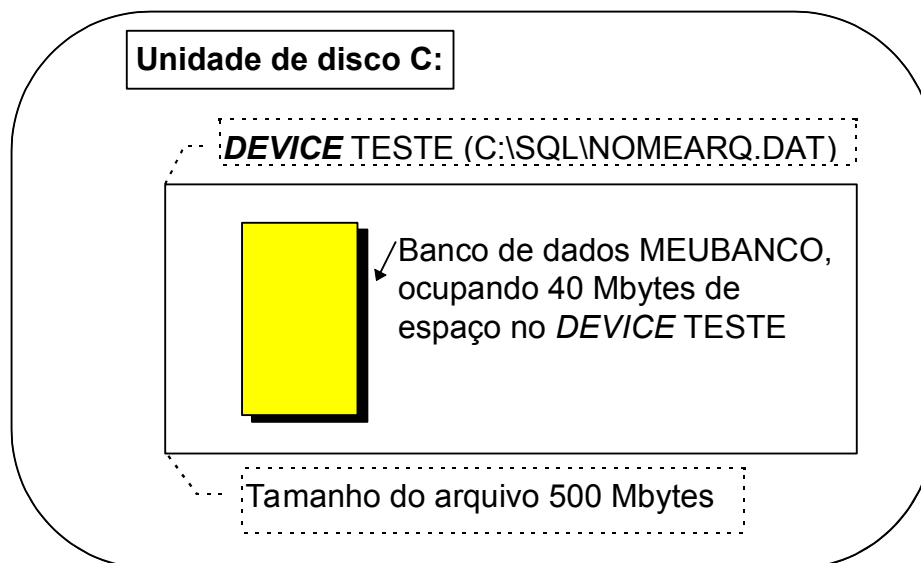 Unidade de disco C:
DEVICE TESTE (C:\SQL\NOMEARQ.DAT)
Banco de dados MEUBANCO,
ocupando 40 Mbytes de
espaço no DEVICE TESTE
Tamanho do arquivo 500 Mbytes